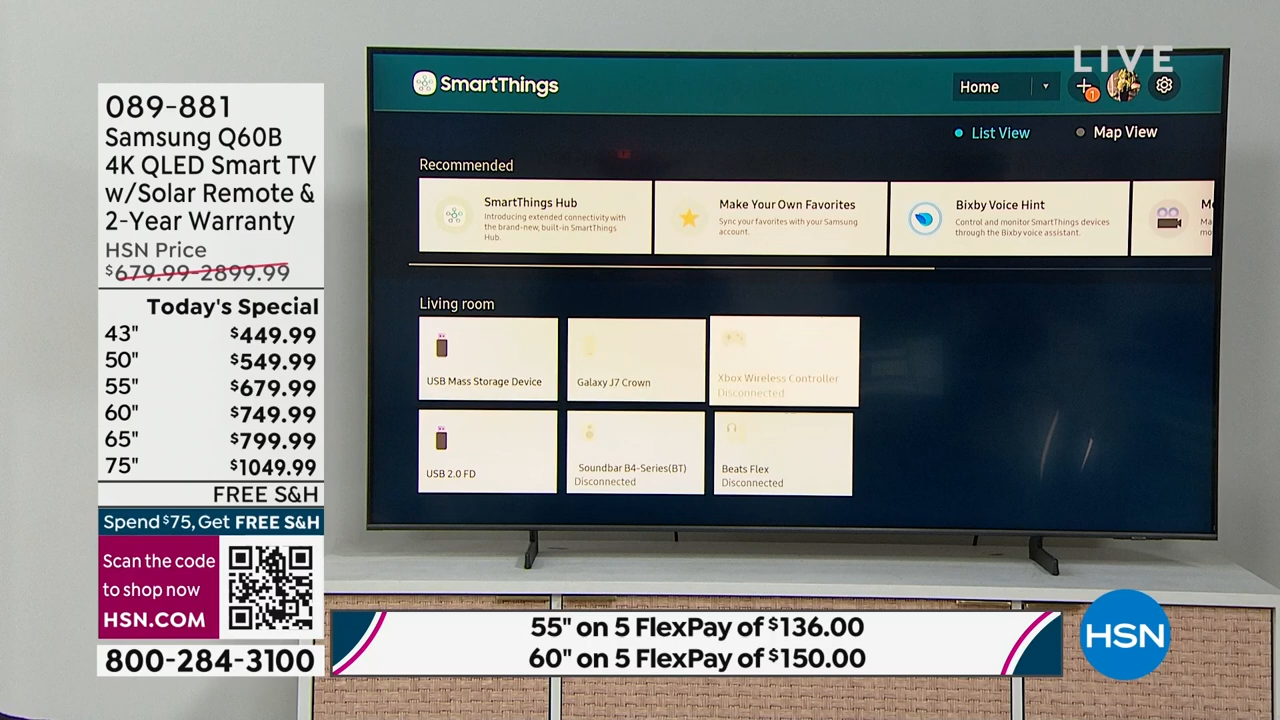 089-881
Samsung Q60B
4K QLED Smart TV
w/Solar Remote &
2-Year Warranty
HSN Price
$679.99-2899.99
Today's Special
43" $449.99
50" $549.99
55" $679.99
60" $749.99
65" $799.99
75" $1049.99
FREE S&H
Spend $75, Get FREE S&H
Scan the code
to shop now
HSN.COM
800-284-3100
LIVE
SmartThings
Home
1
List View
Map View
Recommended
SmartThings Hub
Introducing extended connectivity with
the brand-new, built-in SmartThings
Hub.
Make Your Own Favorites
Sync your favorites with your Samsung
account.
Bixby Voice Hint
Control and monitor SmartThings devices
through the Bixby voice assistant.
Living room
USB Mass Storage Device
Galaxy J7 Crown
Xbox Wireless Controller
Disconnected
USB 2.0 FD
Soundbar B4-Series(BT)
Disconnected
Beats Flex
Disconnected
55" on 5 FlexPay of $136.00
60" on 5 FlexPay of $150.00
HSN